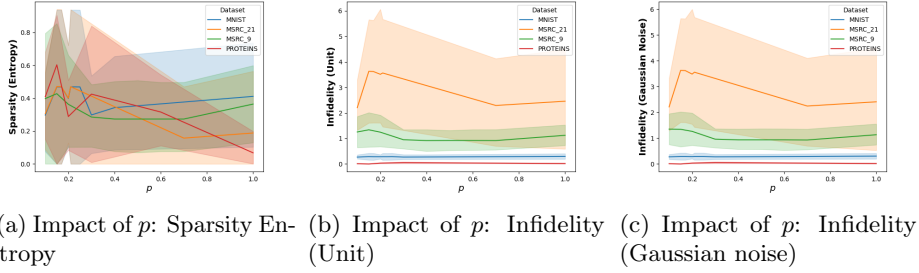 Dataset
MNIST
MSRC_21
MSRC_9
PROTEINS
0.8
0.6
0.4
0.2
0.0
Sparsity (Entropy)
0.2 0.4 0.6 0.8 1.0
p
Dataset
MNIST
MSRC_21
MSRC_9
PROTEINS
6
5
4
3
2
1
0
Infidelity (Unit)
0.2 0.4 0.6 0.8 1.0
p
Dataset
MNIST
MSRC_21
MSRC_9
PROTEINS
6
5
4
3
2
1
0
Infidelity (Gaussian Noise)
0.2 0.4 0.6 0.8 1.0
p
a) Impact of p: Sparsity En-
tropy
(b) Impact of p: Infidelity
(Unit)
(c) Impact of p: Infidelity
(Gaussian noise)